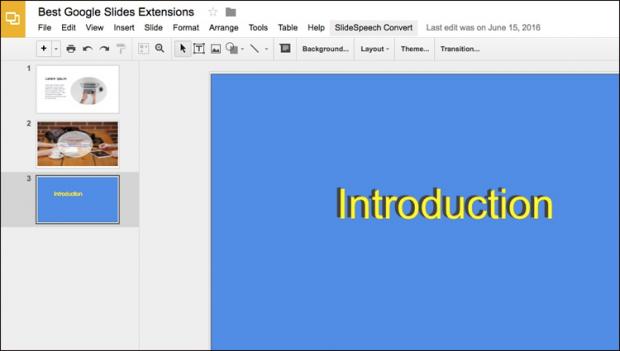 Best Google Slides Extensions
File Edit View Insert Slide Format Arrange Tools Table Help SlideSpeech Convert Last edit was on June 15, 2016
Background... Layout Theme... Transition...
1
LOREM IPSUM
2
3
Introduction
Introduction